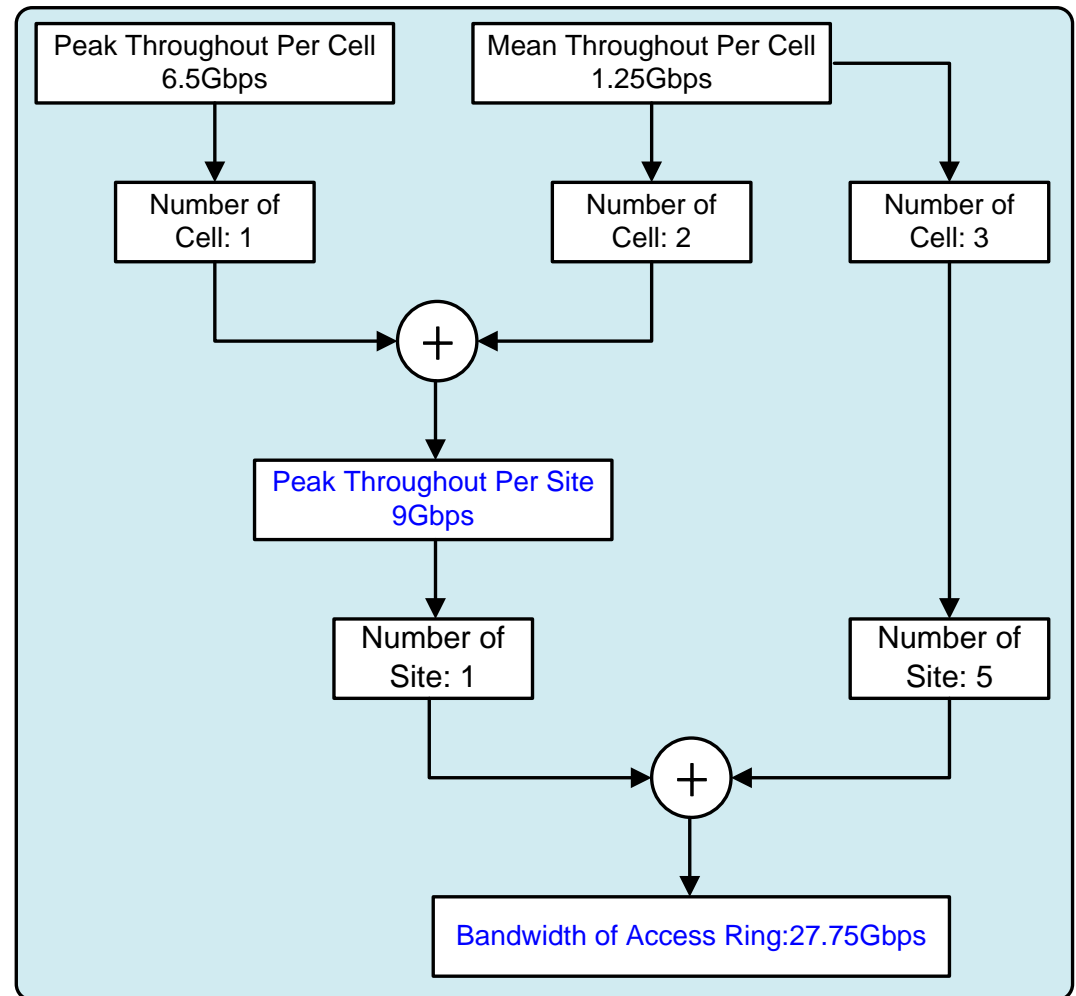 Peak Throughout Per Cell
6.5Gbps
Mean Throughout Per Cell
1.25Gbps
Number of
Cell: 1
Number of
Cell: 2
Number of
Cell: 3
+
Peak Throughout Per Site
9Gbps
Number of
Site: 1
Number of
Site: 5
+
Bandwidth of Access Ring:27.75Gbps